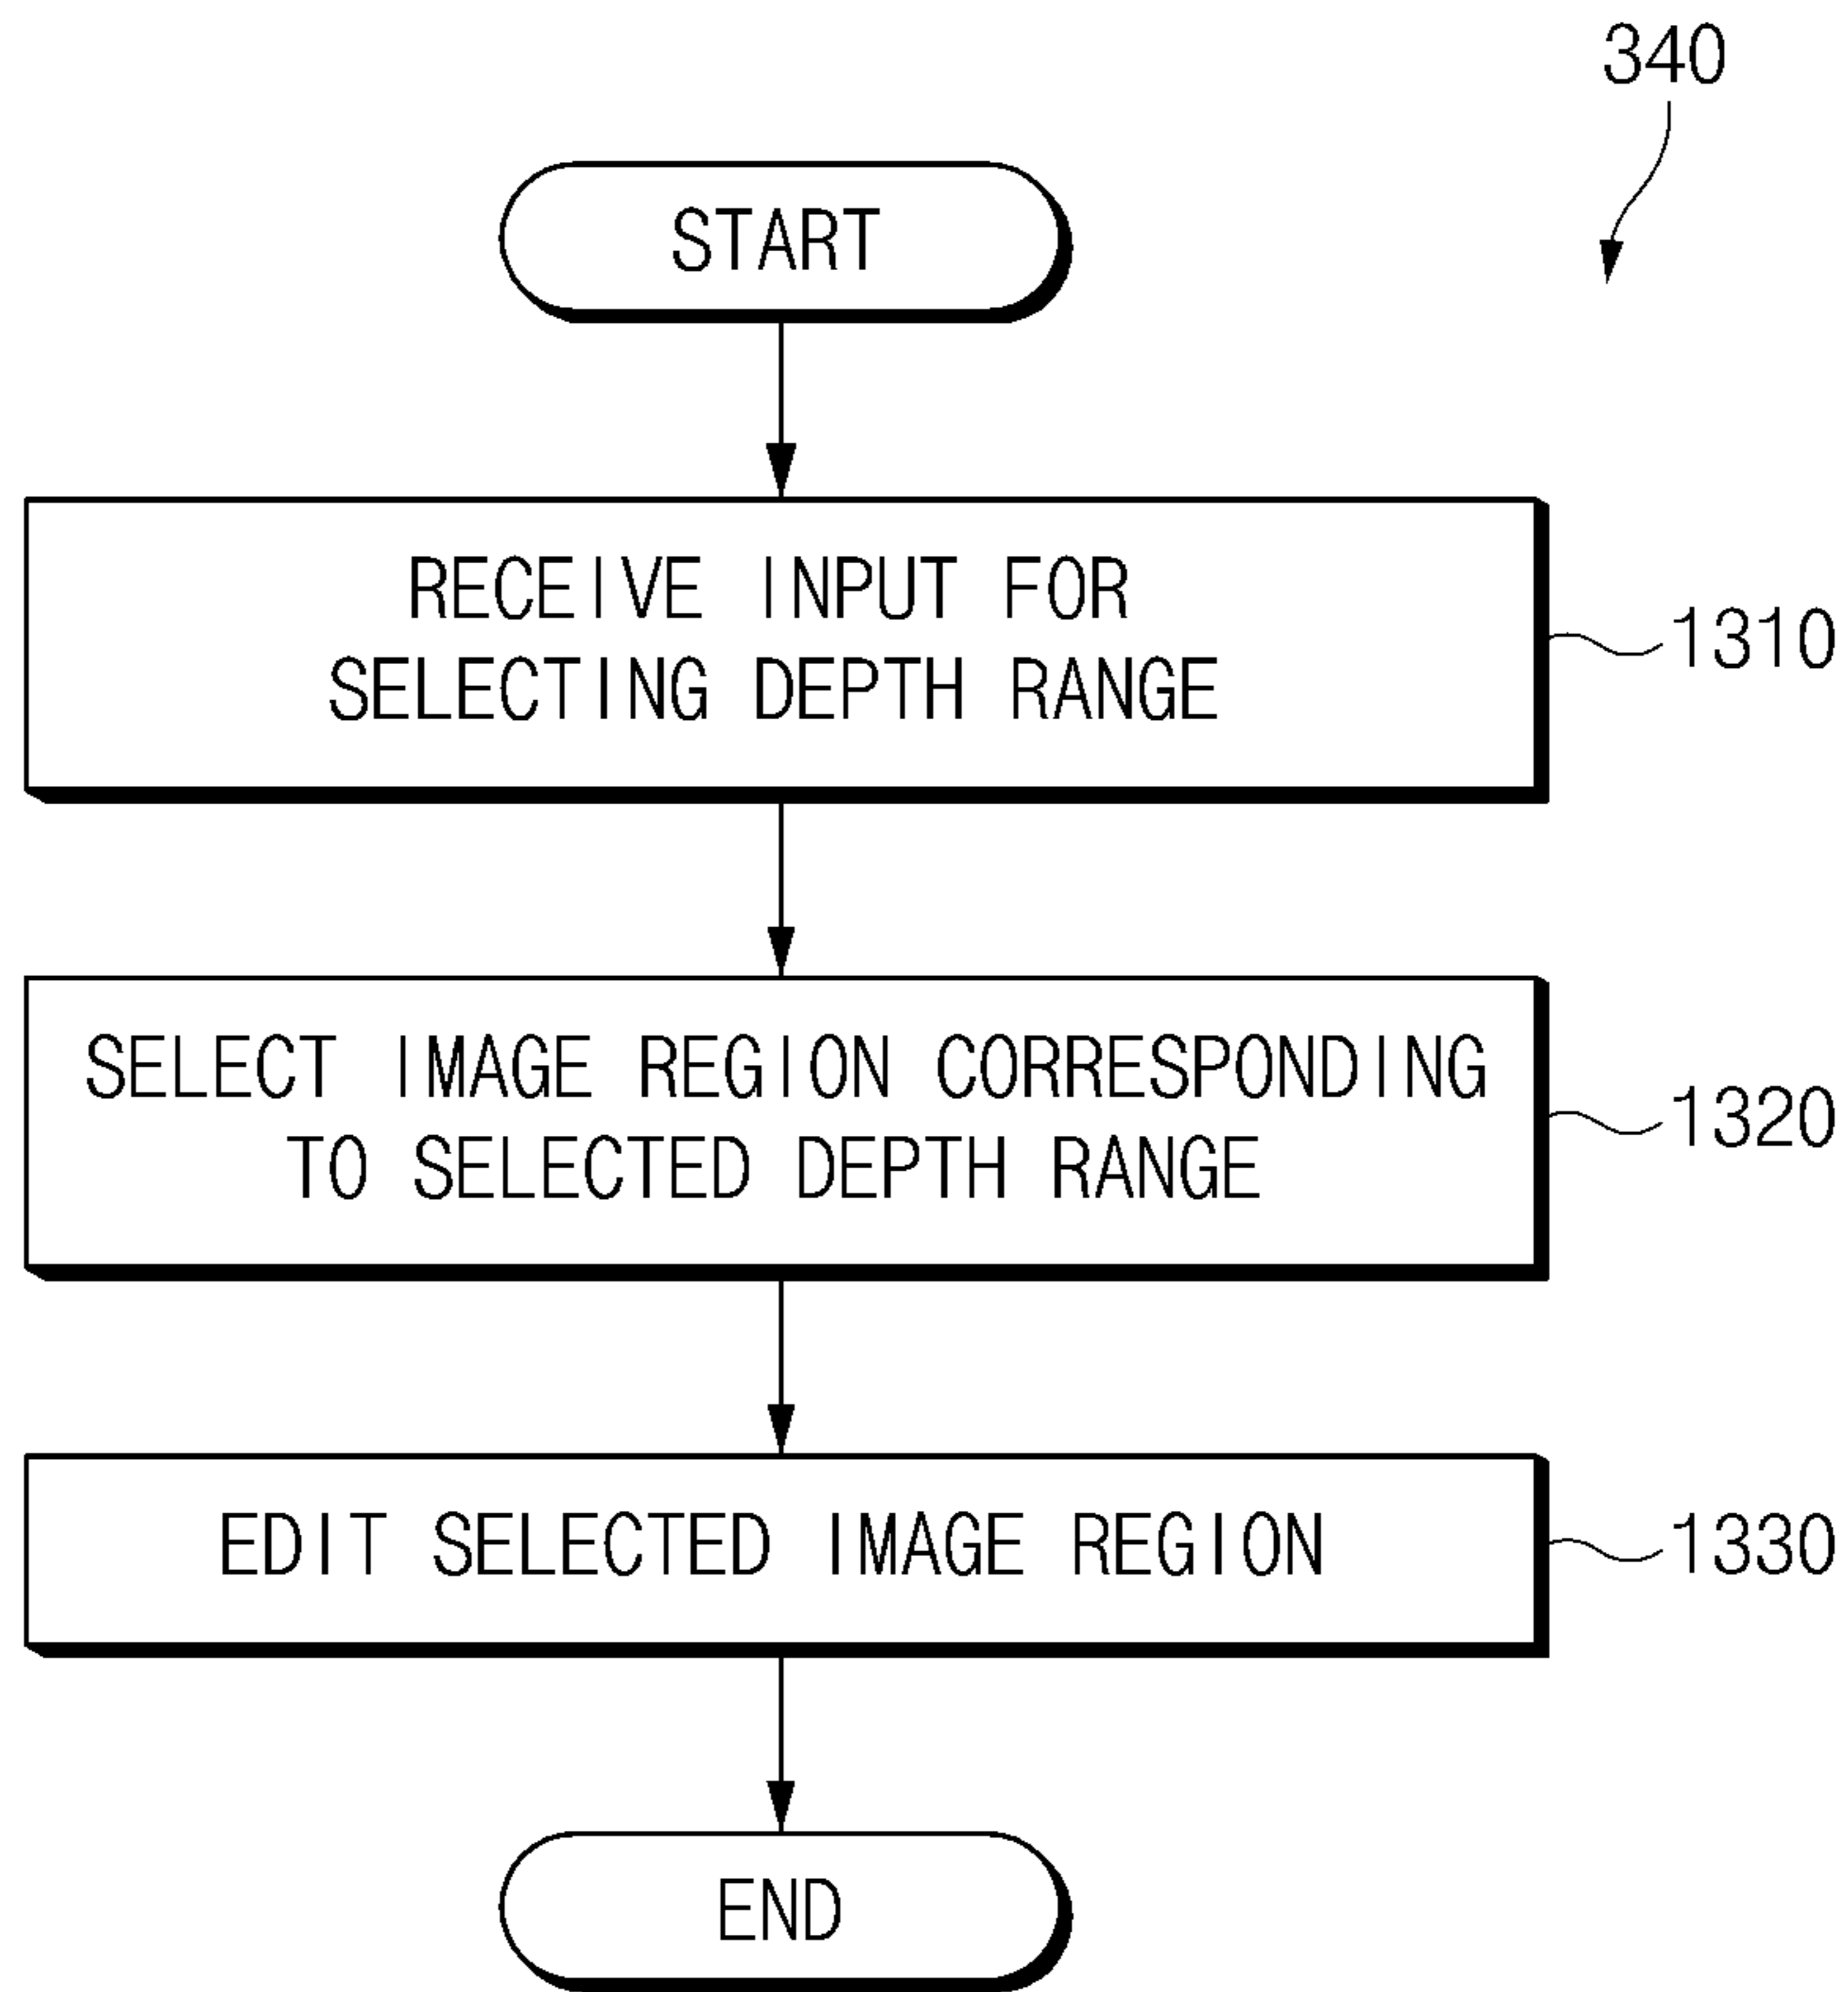 340
START
RECEIVE INPUT FOR
SELECTING DEPTH RANGE
1310
SELECT IMAGE REGION CORRESPONDING
TO SELECTED DEPTH RANGE
1320
EDIT SELECTED IMAGE REGION
1330
END